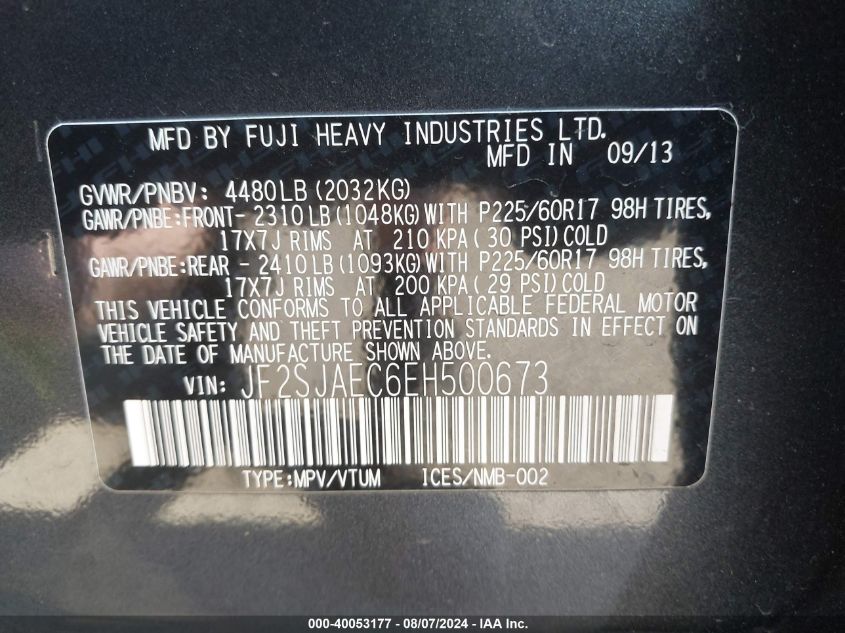 MFD BY FUJI HEAVY INDUSTRIES LTD.
MFD IN 09/13
GVWR/PNBV: 4480LB (2032KG)
GAWR/PNBE:FRONT- 2310LB (1048KG) WITH P225/60R17 98H TIRES,
17X7J RIMS AT 210 KPA ( 30 PSI) COLD
GAWR/PNBE:REAR - 2410LB (1093KG) WITH P225/60R17 98H TIRES,
17X7J RIMS AT 200 KPA ( 29 PSI) COLD
THIS VEHICLE CONFORMS TO ALL APPLICABLE FEDERAL MOTOR
VEHICLE SAFETY AND THEFT PREVENTION STANDARDS IN EFFECT ON
THE DATE OF MANUFACTURE SHOWN ABOVE.
VIN: JF2SJAEC6EH500673
TYPE:MPV/VTUM ICES/NMB-002
000-40053177 - 08/07/2024 - IAA Inc.